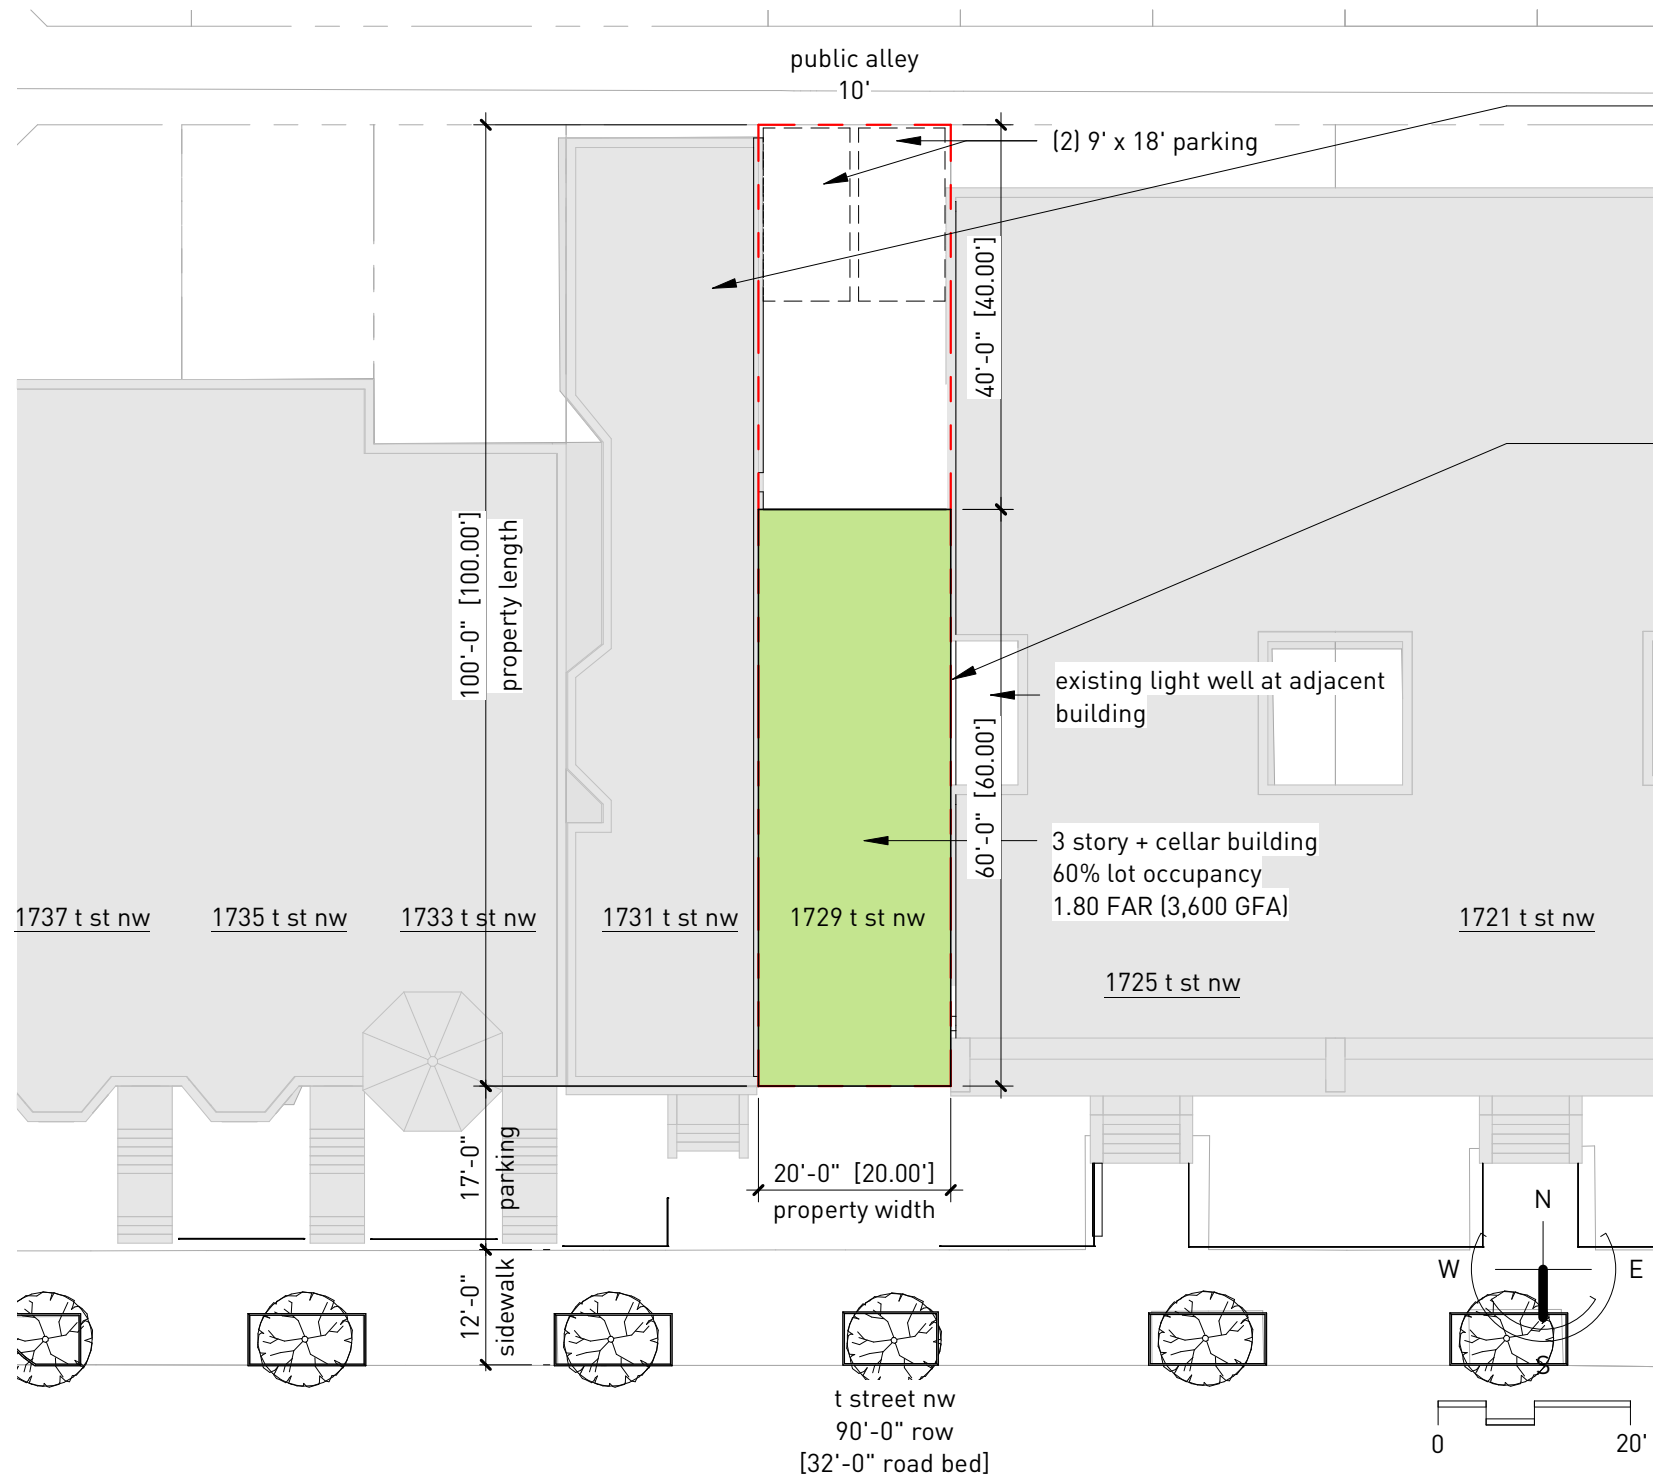 public alley
10'
(2) 9' x 18' parking
40'-0" [40.00']
100'-0" [100.00']
property length
existing light well at adjacent
building
60'-0" [60.00']
3 story + cellar building
60% lot occupancy
1.80 FAR (3,600 GFA)
1737 t st nw
1735 t st nw
1733 t st nw
1731 t st nw
1729 t st nw
1721 t st nw
1725 t st nw
17'-0"
parking
20'-0" [20.00']
property width
N
W
E
S
12'-0"
sidewalk
t street nw
90'-0" row
[32'-0" road bed]
0
20'